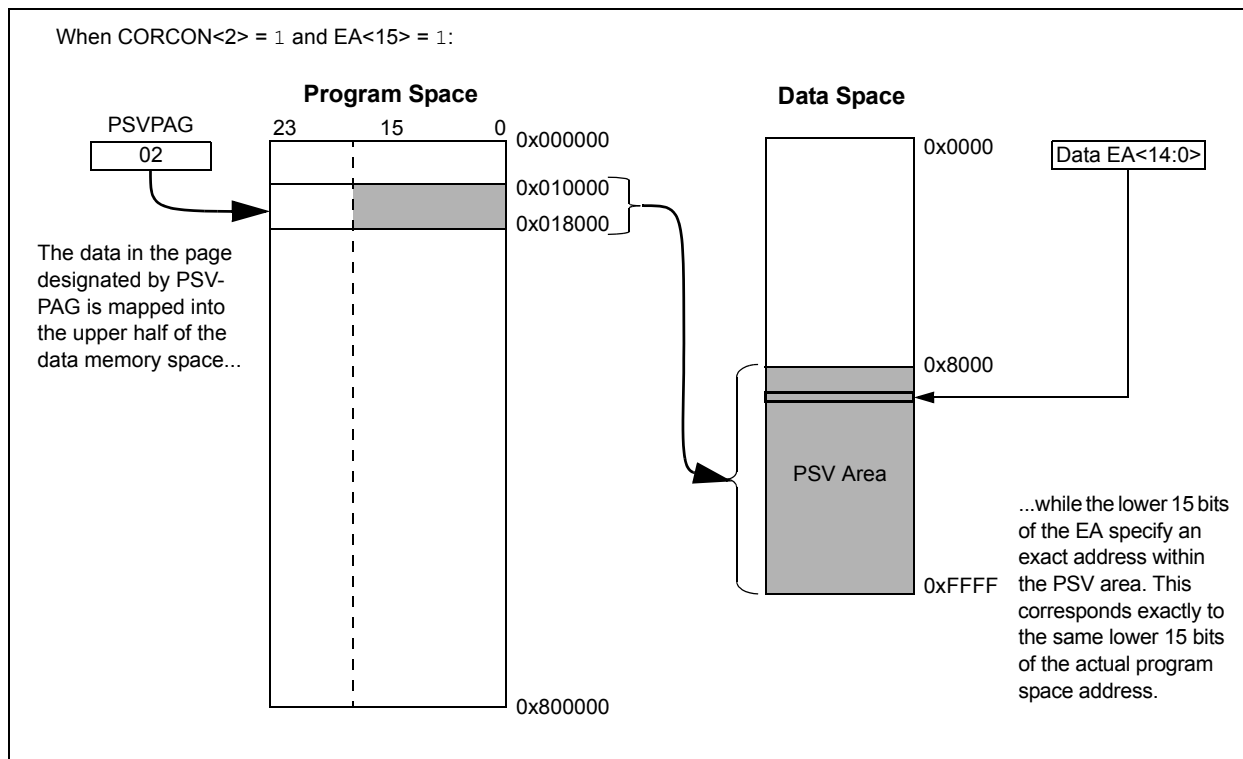 When CORCON<2> = 1 and EA<15> = 1:
Program Space
Data Space
PSVPAG
02
23 15 0
0x000000
0x010000
0x018000
0x800000
The data in the page
designated by PSV-
PAG is mapped into
the upper half of the
data memory space...
0x0000
0x8000
0xFFFF
PSV Area
Data EA<14:0>
...while the lower 15 bits
of the EA specify an
exact address within
the PSV area. This
corresponds exactly to
the same lower 15 bits
of the actual program
space address.